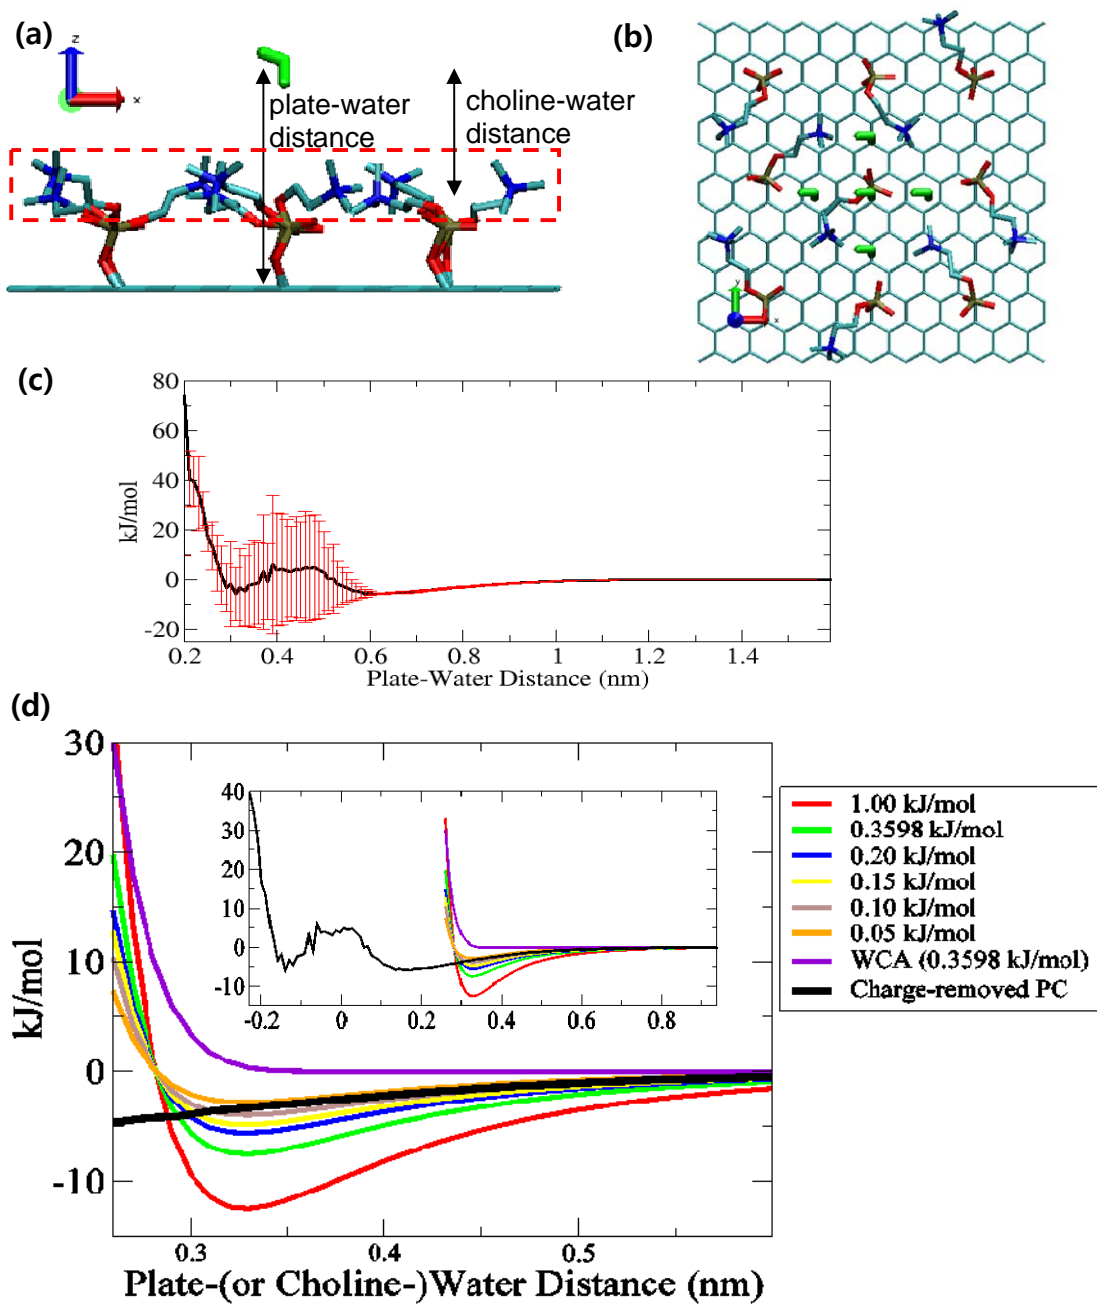 (a)
z
x
plate-water
distance
choline-water
distance
(b)
y
x
(c)
80
60
40
20
0
-20
kJ/mol
0.2
0.4
0.6
0.8
1
1.2
1.4
Plate-Water Distance (nm)
(d)
30
20
10
0
-10
kJ/mol
0.3
0.4
0.5
Plate-(or Choline-)Water Distance (nm)
40
35
30
25
20
15
10
5
0
-5
-10
-0.2
0
0.2
0.4
0.6
0.8
1.00 kJ/mol
0.3598 kJ/mol
0.20 kJ/mol
0.15 kJ/mol
0.10 kJ/mol
0.05 kJ/mol
WCA (0.3598 kJ/mol)
Charge-removed PC